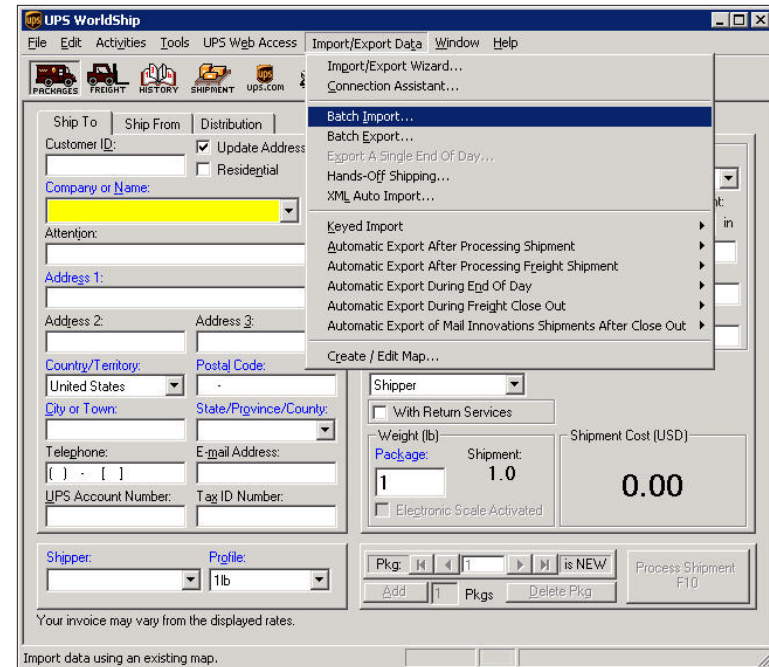 UPS WorldShip
File Edit Activities Tools UPS Web Access Import/Export Data Window Help
PACKAGES FREIGHT HISTORY SHIPMENT ups.com
Import/Export Wizard...
Connection Assistant...
Batch Import...
Batch Export...
Export A Single End Of Day...
Hands-Off Shipping...
XML Auto Import...
Keyed Import
Automatic Export After Processing Shipment
Automatic Export After Processing Freight Shipment
Automatic Export During End Of Day
Automatic Export During Freight Close Out
Automatic Export of Mail Innovations Shipments After Close Out
Create / Edit Map...
Ship To Ship From Distribution
Customer ID:
Update Address
Residential
Company or Name:
Attention:
Address 1:
Address 2: Address 3:
Country/Territory: Postal Code:
United States -
City or Town: State/Province/County:
Telephone: E-mail Address:
( ) - [ ]
UPS Account Number: Tax ID Number:
in
Shipper
With Return Services
Weight (lb)
Package: Shipment:
1 1.0
Electronic Scale Activated
Shipment Cost (USD)
0.00
Shipper: Profile:
1lb
Pkg: 1 is NEW
Add 1 Pkgs Delete Pkg
Process Shipment
F10
Your invoice may vary from the displayed rates.
Import data using an existing map.